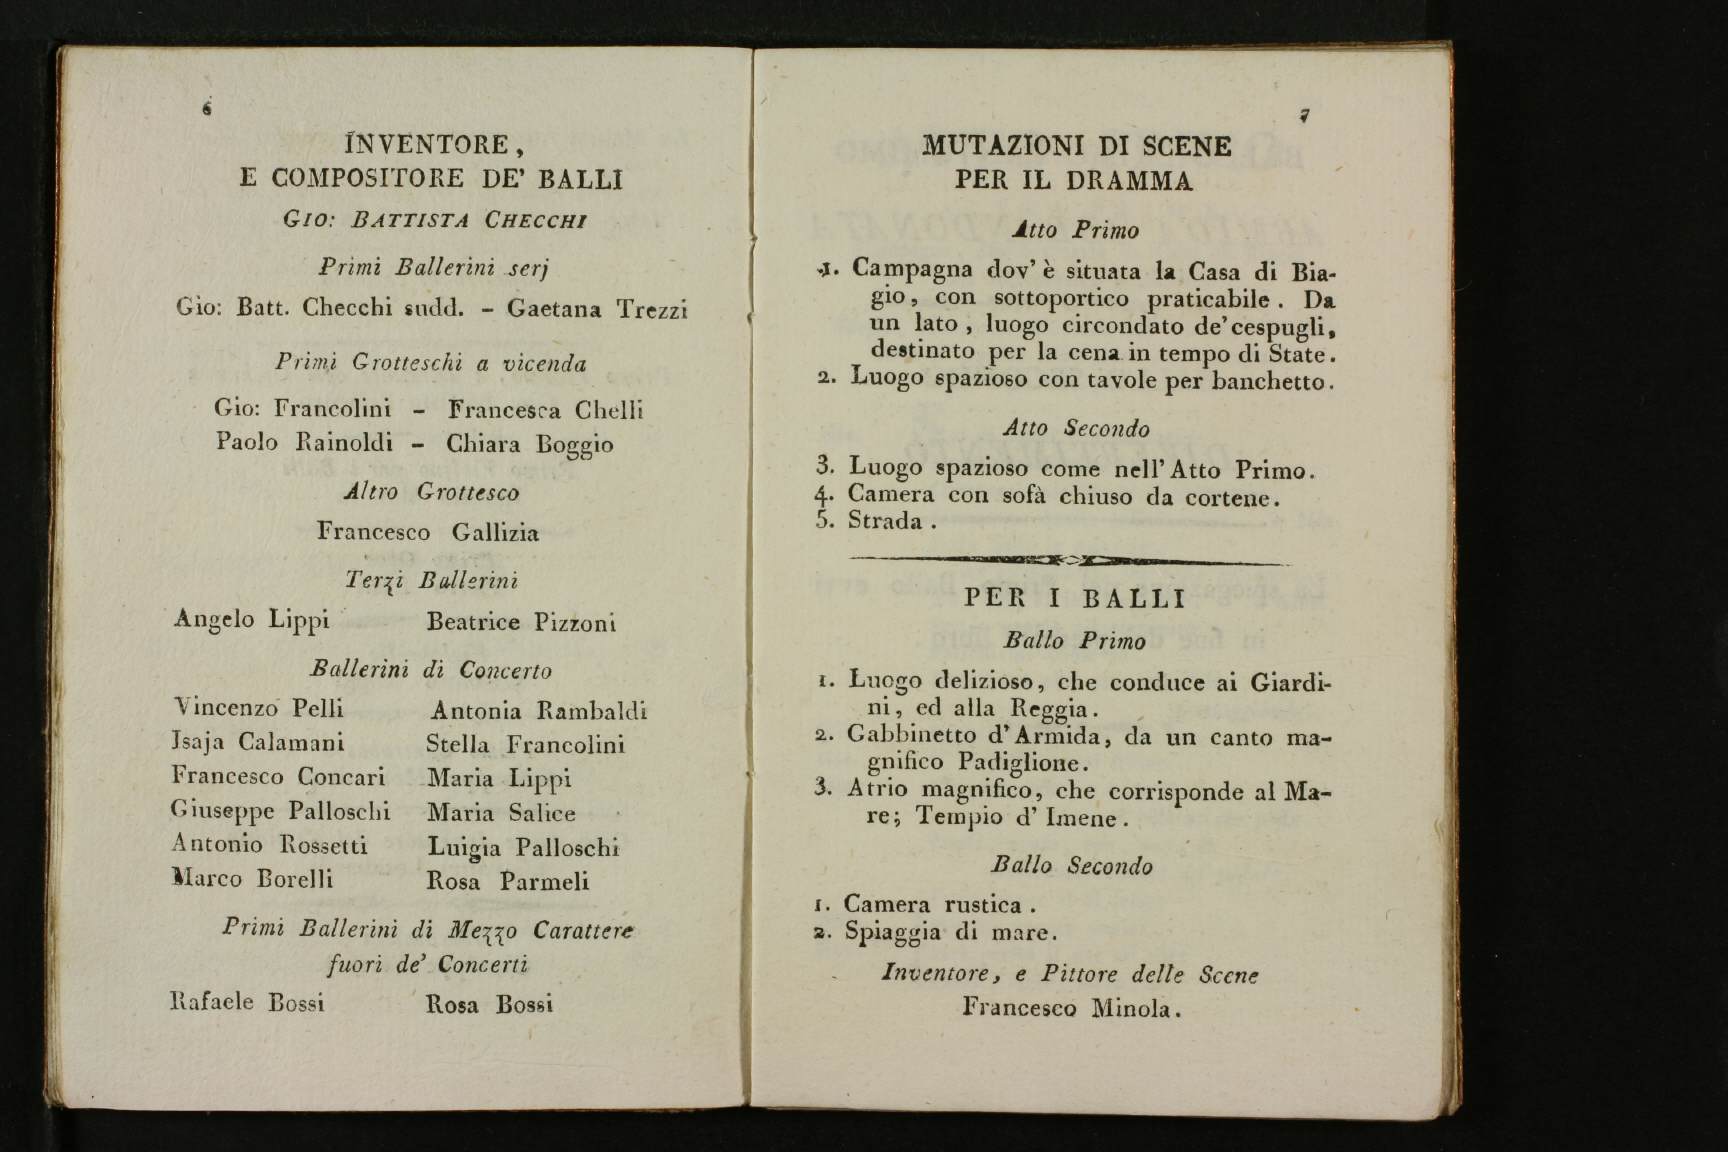 6
INVENTORE,
E COMPOSITORE DE' BALLI
GIO: BATTISTA CHECCHI
Primi Ballerini serj
Gio: Batt. Checchi sudd. - Gaetana Trezzi
Primi Grotteschi a vicenda
Gio: Francolini - Francesca Chelli
Paolo Rainoldi - Chiara Boggio
Altro Grottesco
Francesco Gallizia
Terzi Ballerini
Angelo Lippi Beatrice Pizzoni
Ballerini di Concerto
Vincenzo Pelli Antonia Rambaldi
Isaja Calamani Stella Francolini
Francesco Concari Maria Lippi
Giuseppe Palloschi Maria Salice
Antonio Rossetti Luigia Palloschi
Marco Borelli Rosa Parmeli
Primi Ballerini di Mezzo Carattere
fuori de' Concerti
Rafaele Bossi Rosa Bossi
7
MUTAZIONI DI SCENE
PER IL DRAMMA
Atto Primo
1. Campagna dov' è situata la Casa di Bia-
gio, con sottoportico praticabile. Da
un lato, luogo circondato de' cespugli,
destinato per la cena in tempo di State.
2. Luogo spazioso con tavole per banchetto.
Atto Secondo
3. Luogo spazioso come nell' Atto Primo.
4. Camera con sofà chiuso da cortene.
5. Strada.
PER I BALLI
Ballo Primo
1. Luogo delizioso, che conduce ai Giardi-
ni, ed alla Reggia.
2. Gabbinetto d' Armida, da un canto ma-
gnifico Padiglione.
3. Atrio magnifico, che corrisponde al Ma-
re; Tempio d' Imene.
Ballo Secondo
1. Camera rustica.
2. Spiaggia di mare.
Inventore, e Pittore delle Scene
Francesco Minola.